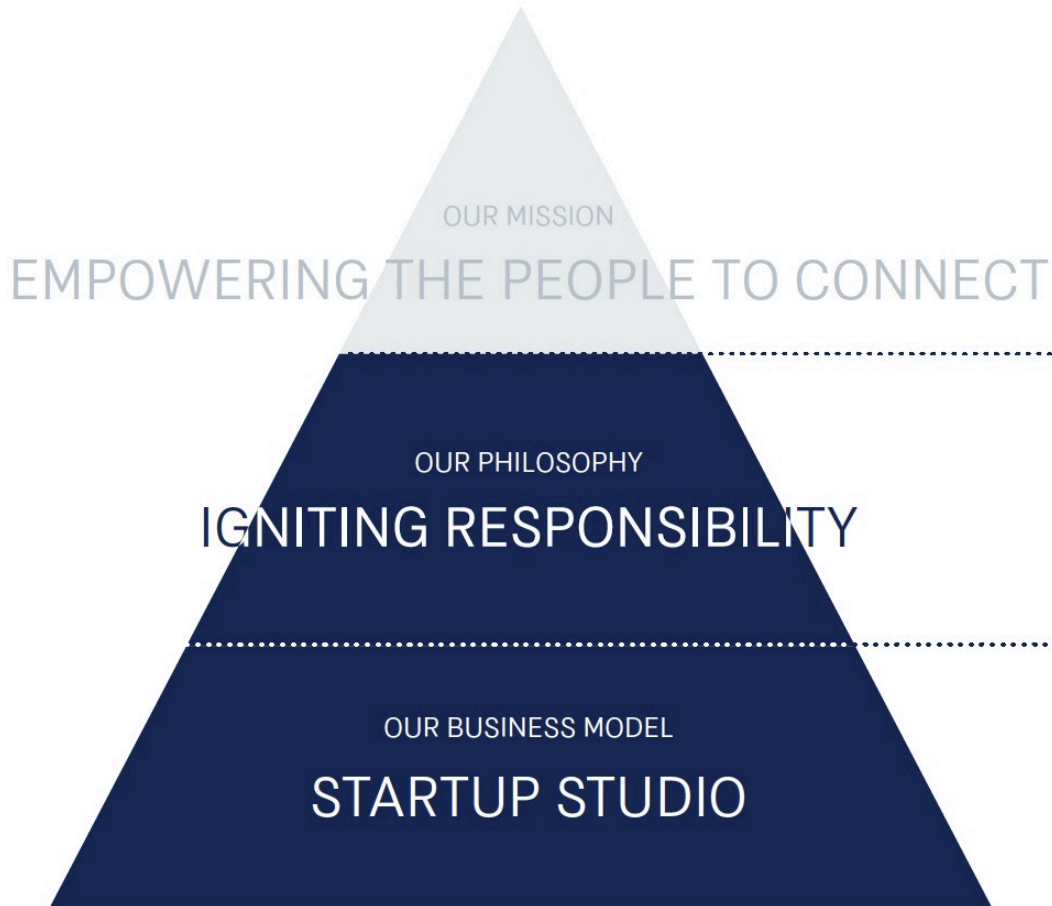 OUR MISSION
EMPOWERING THE PEOPLE TO CONNECT
OUR PHILOSOPHY
IGNITING RESPONSIBILITY
OUR BUSINESS MODEL
STARTUP STUDIO